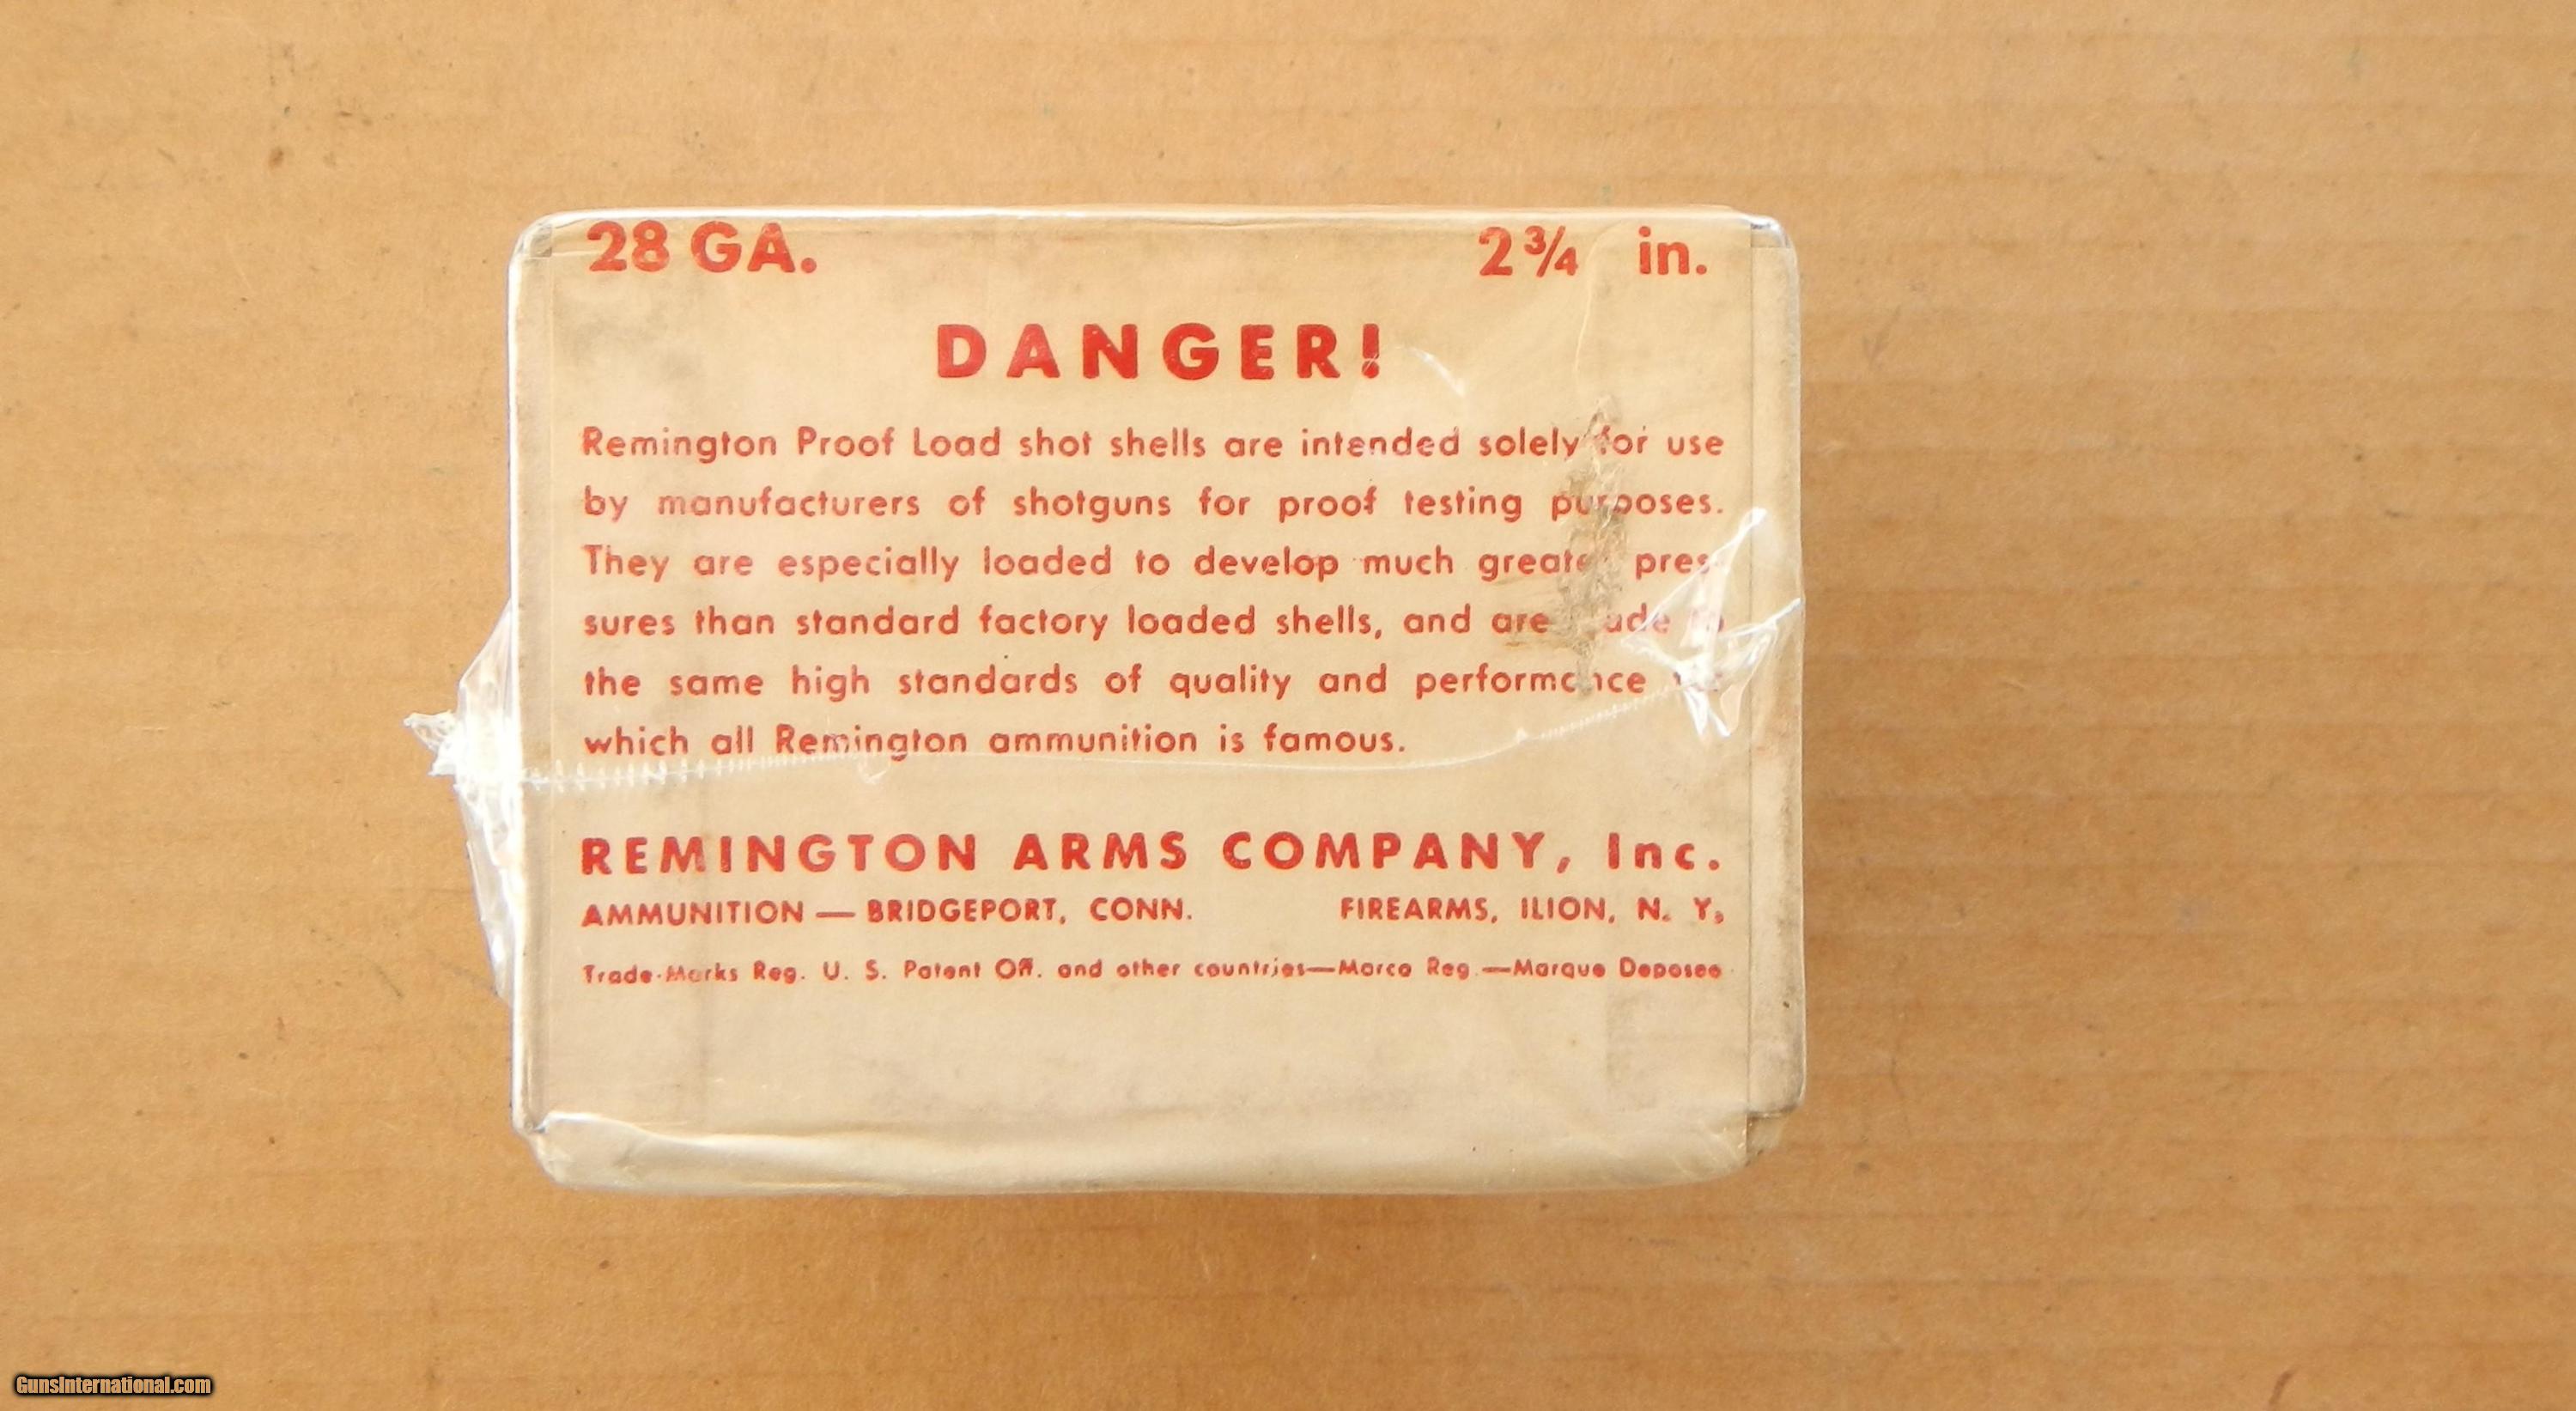 28 GA. 2 3/4 in.
DANGER!
Remington Proof Load shot shells are intended solely for use
by manufacturers of shotguns for proof testing purposes.
They are especially loaded to develop much greater pres-
sures than standard factory loaded shells, and are
the same high standards of quality and performance
which all Remington ammunition is famous.
REMINGTON ARMS COMPANY, Inc.
AMMUNITION — BRIDGEPORT, CONN. FIREARMS, ILION, N. Y.
Trade-Marks Reg. U. S. Patent Off. and other countries—Marca Reg.—Marque Deposee
GunsInternational.com